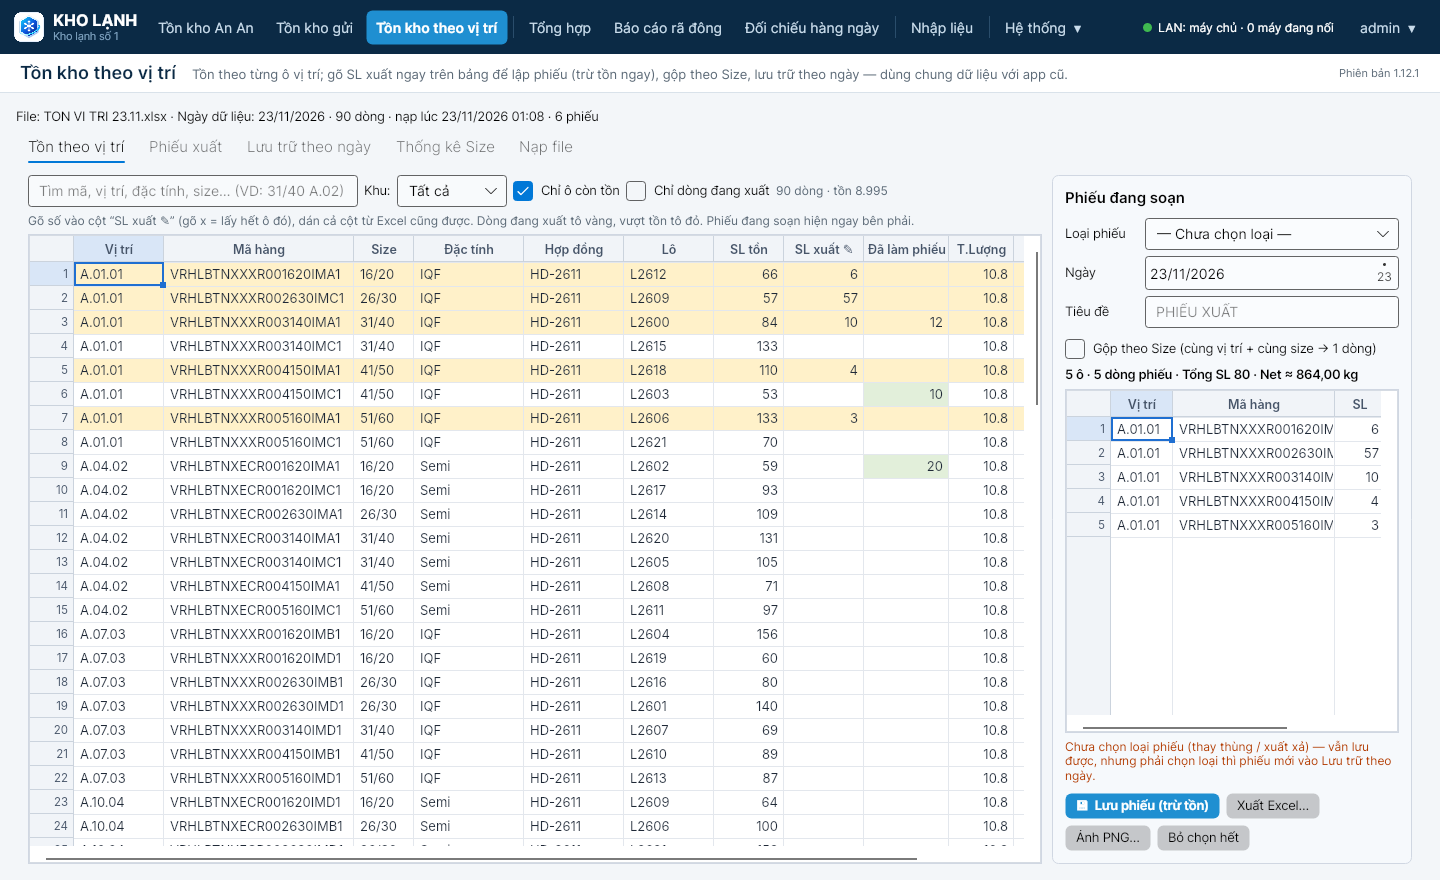 KHO LẠNH
Kho lạnh số 1
Tồn kho An An
Tồn kho gửi
Tồn kho theo vị trí
Tổng hợp
Báo cáo rã đông
Đối chiếu hàng ngày
Nhập liệu
Hệ thống ▾
LAN: máy chủ · 0 máy đang nối
admin ▾
Tồn kho theo vị trí
Tồn theo từng ô vị trí; gõ SL xuất ngay trên bảng để lập phiếu (trừ tồn ngay), gộp theo Size, lưu trữ theo ngày — dùng chung dữ liệu với app cũ.
Phiên bản 1.12.1
File: TON VI TRI 23.11.xlsx · Ngày dữ liệu: 23/11/2026 · 90 dòng · nạp lúc 23/11/2026 01:08 · 6 phiếu
Tồn theo vị trí
Phiếu xuất
Lưu trữ theo ngày
Thống kê Size
Nạp file
Tìm mã, vị trí, đặc tính, size... (VD: 31/40 A.02)
Khu:
Tất cả
Chỉ ô còn tồn
Chỉ dòng đang xuất
90 dòng · tồn 8.995
Gõ số vào cột “SL xuất ✎” (gõ x = lấy hết ô đó), dán cả cột từ Excel cũng được. Dòng đang xuất tô vàng, vượt tồn tô đỏ. Phiếu đang soạn hiện ngay bên phải.
Vị trí Mã hàng Size Đặc tính Hợp đồng Lô SL tồn SL xuất ✎ Đã làm phiếu T.Lượng
1 A.01.01 VRHLBTNXXXR001620IMA1 16/20 IQF HD-2611 L2612 66 6 10.8
2 A.01.01 VRHLBTNXXXR002630IMC1 26/30 IQF HD-2611 L2609 57 57 10.8
3 A.01.01 VRHLBTNXXXR003140IMA1 31/40 IQF HD-2611 L2600 84 10 12 10.8
4 A.01.01 VRHLBTNXXXR003140IMC1 31/40 IQF HD-2611 L2615 133 10.8
5 A.01.01 VRHLBTNXXXR004150IMA1 41/50 IQF HD-2611 L2618 110 4 10.8
6 A.01.01 VRHLBTNXXXR004150IMC1 41/50 IQF HD-2611 L2603 53 10 10.8
7 A.01.01 VRHLBTNXXXR005160IMA1 51/60 IQF HD-2611 L2606 133 3 10.8
8 A.01.01 VRHLBTNXXXR005160IMC1 51/60 IQF HD-2611 L2621 70 10.8
9 A.04.02 VRHLBTNXECR001620IMA1 16/20 Semi HD-2611 L2602 59 20 10.8
10 A.04.02 VRHLBTNXECR001620IMC1 16/20 Semi HD-2611 L2617 93 10.8
11 A.04.02 VRHLBTNXECR002630IMA1 26/30 Semi HD-2611 L2614 109 10.8
12 A.04.02 VRHLBTNXECR003140IMA1 31/40 Semi HD-2611 L2620 131 10.8
13 A.04.02 VRHLBTNXECR003140IMC1 31/40 Semi HD-2611 L2605 105 10.8
14 A.04.02 VRHLBTNXECR004150IMA1 41/50 Semi HD-2611 L2608 71 10.8
15 A.04.02 VRHLBTNXECR005160IMC1 51/60 Semi HD-2611 L2611 97 10.8
16 A.07.03 VRHLBTNXXXR001620IMB1 16/20 IQF HD-2611 L2604 156 10.8
17 A.07.03 VRHLBTNXXXR001620IMD1 16/20 IQF HD-2611 L2619 60 10.8
18 A.07.03 VRHLBTNXXXR002630IMB1 26/30 IQF HD-2611 L2616 80 10.8
19 A.07.03 VRHLBTNXXXR002630IMD1 26/30 IQF HD-2611 L2601 140 10.8
20 A.07.03 VRHLBTNXXXR003140IMD1 31/40 IQF HD-2611 L2607 69 10.8
21 A.07.03 VRHLBTNXXXR004150IMB1 41/50 IQF HD-2611 L2610 89 10.8
22 A.07.03 VRHLBTNXXXR005160IMD1 51/60 IQF HD-2611 L2613 87 10.8
23 A.10.04 VRHLBTNXECR001620IMD1 16/20 Semi HD-2611 L2609 64 10.8
24 A.10.04 VRHLBTNXECR002630IMB1 26/30 Semi HD-2611 L2606 100 10.8
Phiếu đang soạn
Loại phiếu
— Chưa chọn loại —
Ngày
23/11/2026
23
Tiêu đề
PHIẾU XUẤT
Gộp theo Size (cùng vị trí + cùng size → 1 dòng)
5 ô · 5 dòng phiếu · Tổng SL 80 · Net ≈ 864,00 kg
Vị trí Mã hàng SL
1 A.01.01 VRHLBTNXXXR001620IM 6
2 A.01.01 VRHLBTNXXXR002630IM 57
3 A.01.01 VRHLBTNXXXR003140IM 10
4 A.01.01 VRHLBTNXXXR004150IM 4
5 A.01.01 VRHLBTNXXXR005160IM 3
Chưa chọn loại phiếu (thay thùng / xuất xả) — vẫn lưu
được, nhưng phải chọn loại thì phiếu mới vào Lưu trữ theo
ngày.
Lưu phiếu (trừ tồn)
Xuất Excel...
Ảnh PNG...
Bỏ chọn hết